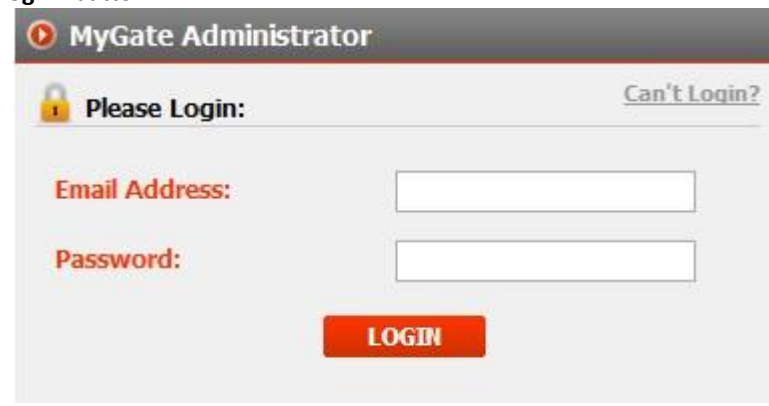 MyGate Administrator
Can't Login?
Please Login:
Email Address:
Password:
LOGIN